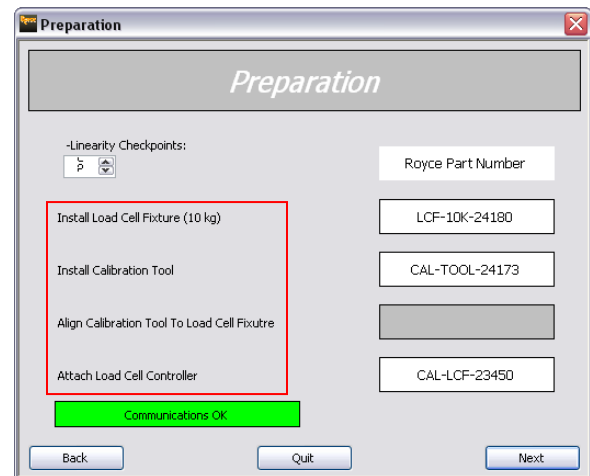 Royce Preparation
Preparation
-Linearity Checkpoints:
Royce Part Number
Install Load Cell Fixture (10 kg)
LCF-10K-24180
Install Calibration Tool
CAL-TOOL-24173
Align Calibration Tool To Load Cell Fixutre
Attach Load Cell Controller
CAL-LCF-23450
Communications OK
Back
Quit
Next